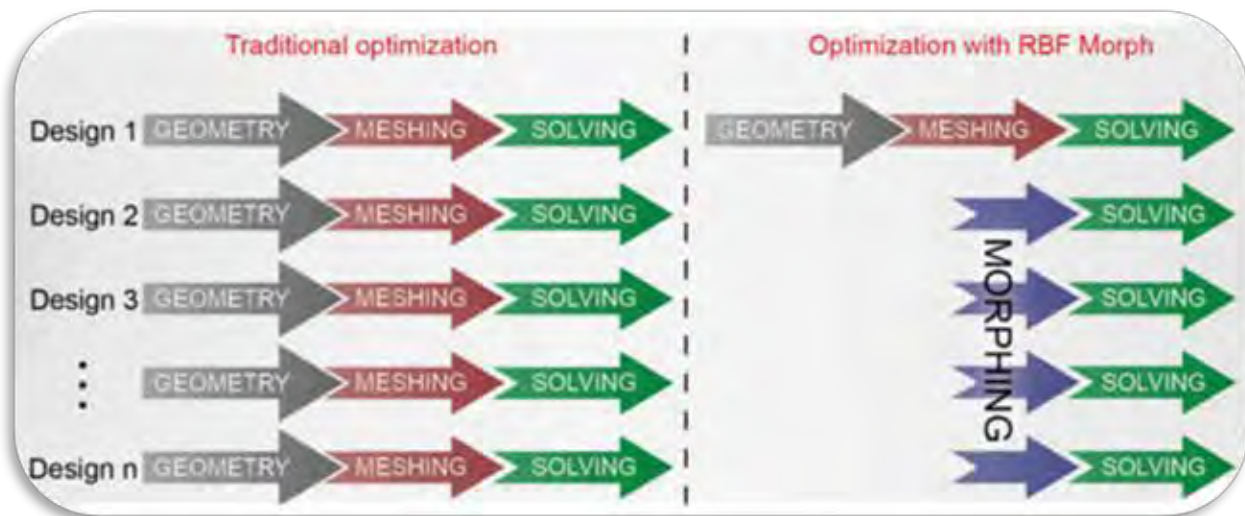 Traditional optimization
Optimization with RBF Morph
Design 1 GEOMETRY MESHING SOLVING GEOMETRY MESHING SOLVING
Design 2 GEOMETRY MESHING SOLVING SOLVING
Design 3 GEOMETRY MESHING SOLVING SOLVING
GEOMETRY MESHING SOLVING SOLVING
Design n GEOMETRY MESHING SOLVING SOLVING
MORPHING